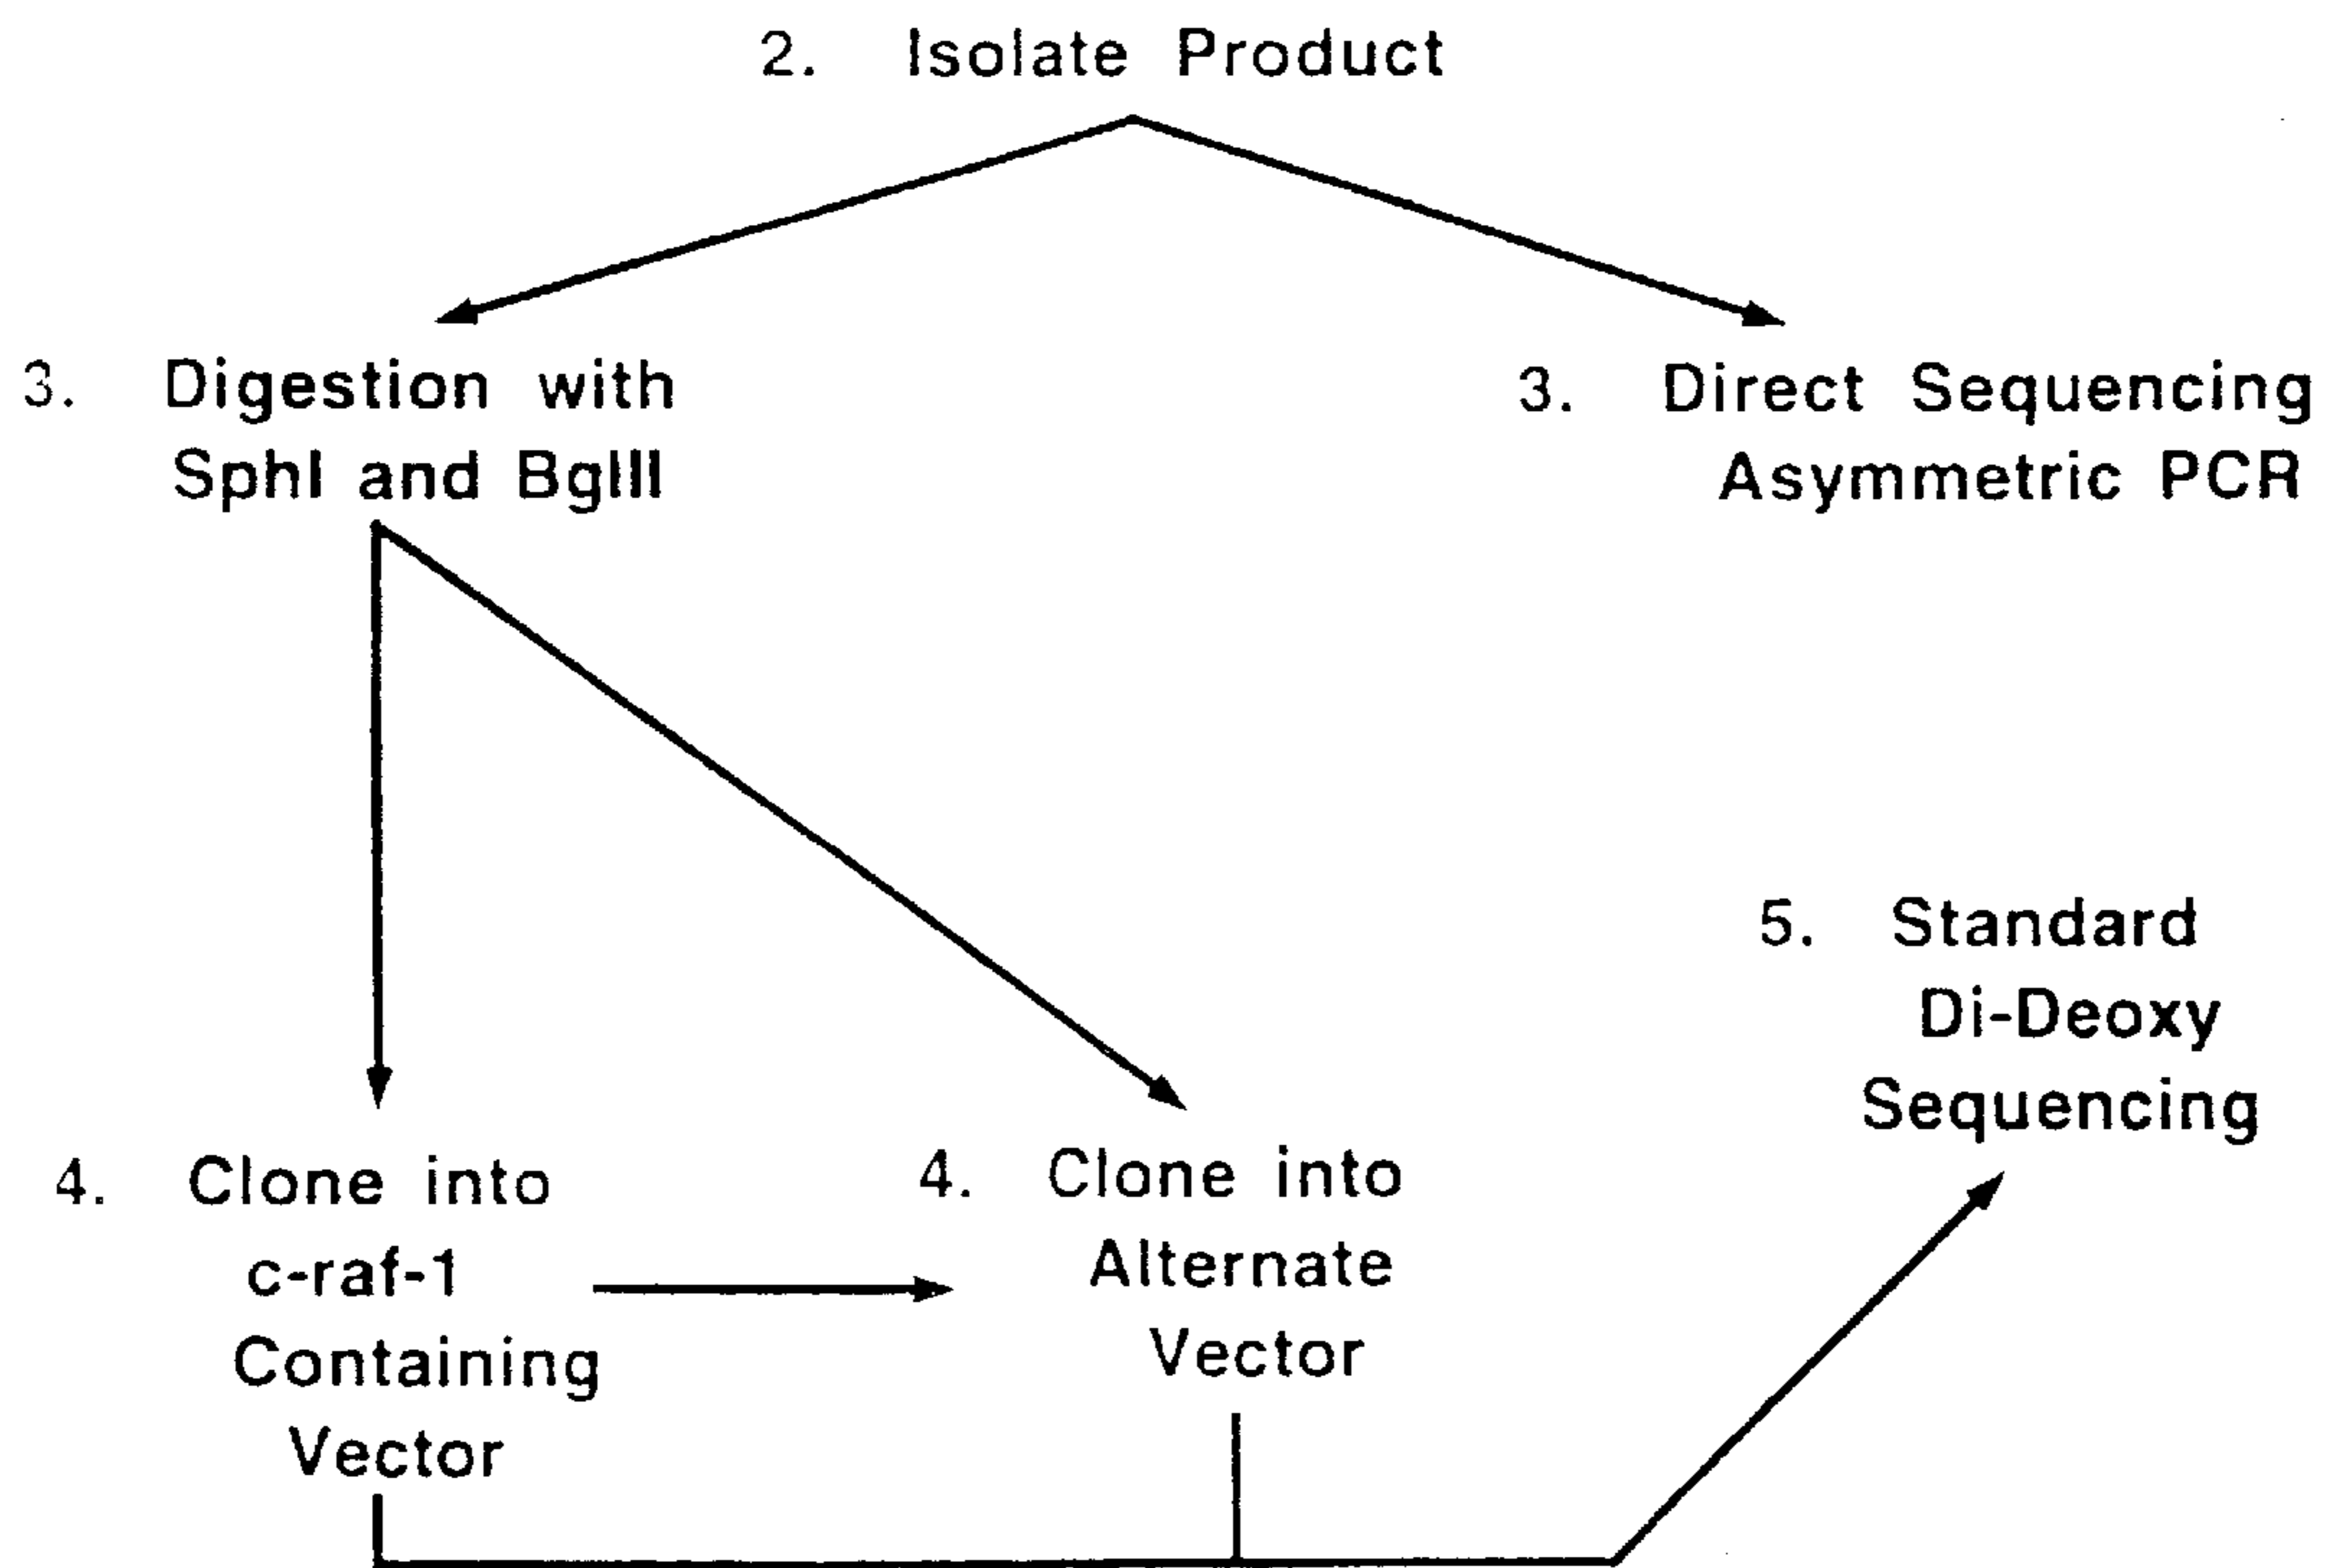 2. Isolate Product
3. Digestion with
SphI and BglII
3. Direct Sequencing
Asymmetric PCR
5. Standard
Di-Deoxy
Sequencing
4. Clone into
c-raf-1
Containing
Vector
4. Clone into
Alternate
Vector